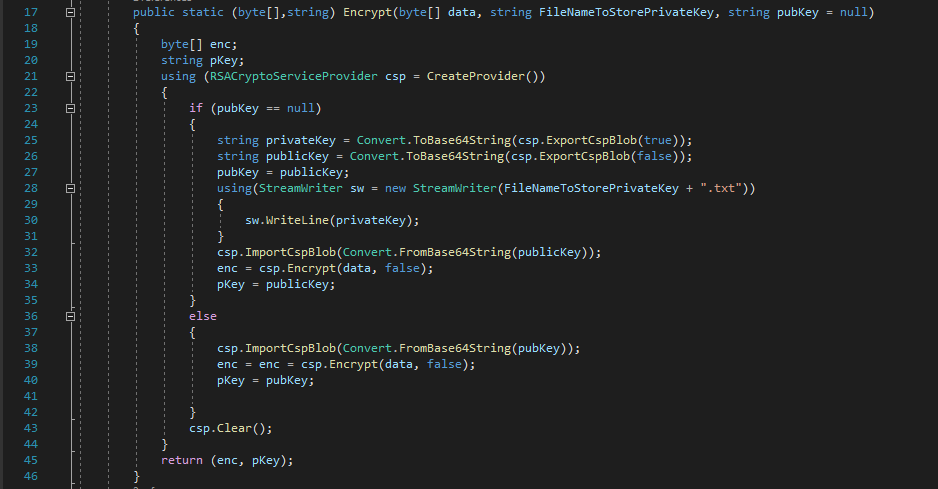 17 public static (byte[],string) Encrypt(byte[] data, string FileNameToStorePrivateKey, string pubKey = null)
18 {
19 byte[] enc;
20 string pKey;
21 using (RSACryptoServiceProvider csp = CreateProvider())
22 {
23 if (pubKey == null)
24 {
25 string privateKey = Convert.ToBase64String(csp.ExportCspBlob(true));
26 string publicKey = Convert.ToBase64String(csp.ExportCspBlob(false));
27 pubKey = publicKey;
28 using(StreamWriter sw = new StreamWriter(FileNameToStorePrivateKey + ".txt"))
29 {
30 sw.WriteLine(privateKey);
31 }
32 csp.ImportCspBlob(Convert.FromBase64String(publicKey));
33 enc = csp.Encrypt(data, false);
34 pKey = publicKey;
35 }
36 else
37 {
38 csp.ImportCspBlob(Convert.FromBase64String(pubKey));
39 enc = enc = csp.Encrypt(data, false);
40 pKey = pubKey;
41
42 }
43 csp.Clear();
44 }
45 return (enc, pKey);
46 }